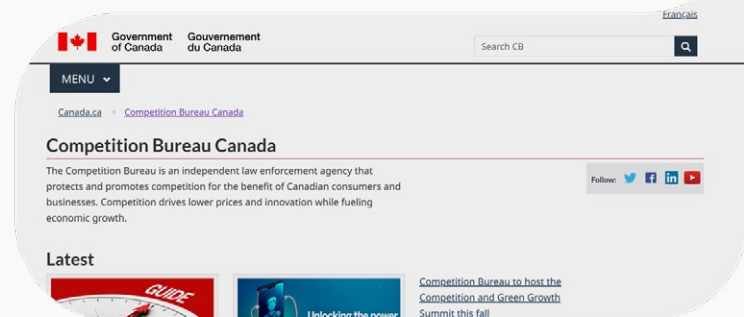 Français
Government of Canada
Gouvernement du Canada
Search CB
MENU
Canada.ca
Competition Bureau Canada
Competition Bureau Canada
The Competition Bureau is an independent law enforcement agency that
protects and promotes competition for the benefit of Canadian consumers and
businesses. Competition drives lower prices and innovation while fueling
economic growth.
Follow:
Latest
GUIDE
Unlocking the power
Competition Bureau to host the
Competition and Green Growth
Summit this fall